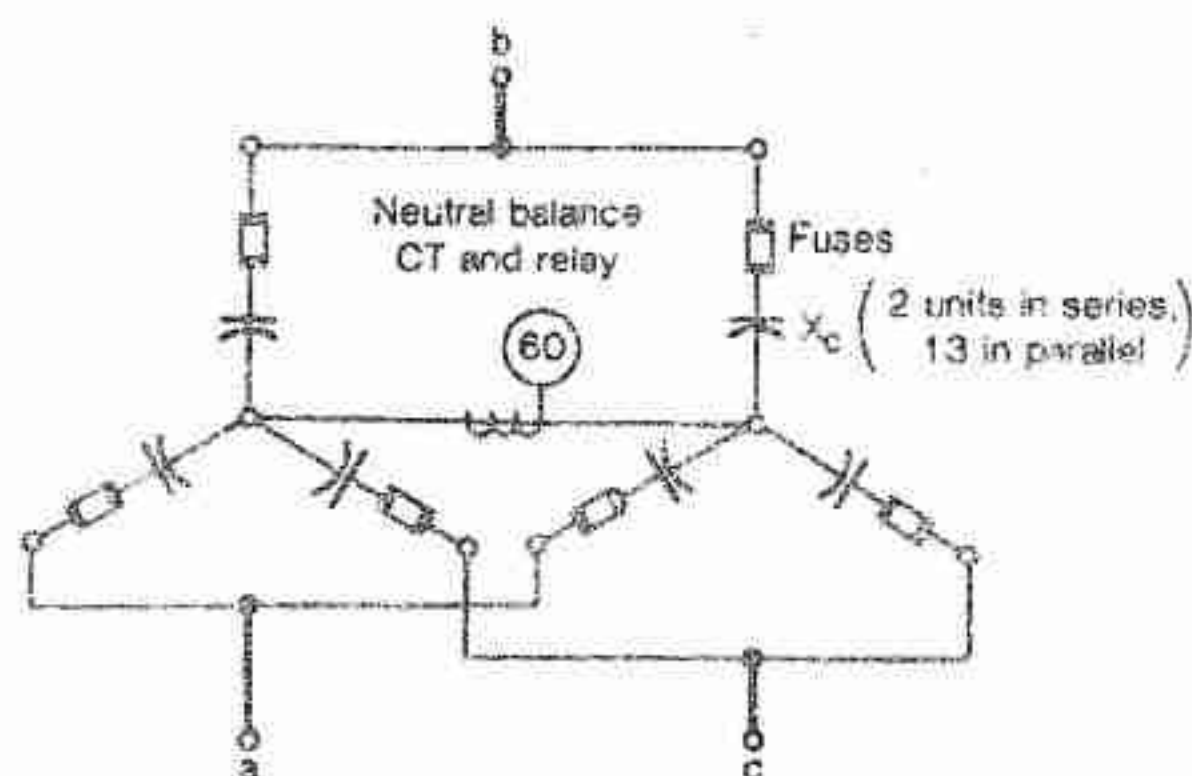 b
Neutral balance
CT and relay
Fuses
60
Xc (2 units in series,
13 in parallel)
a
c